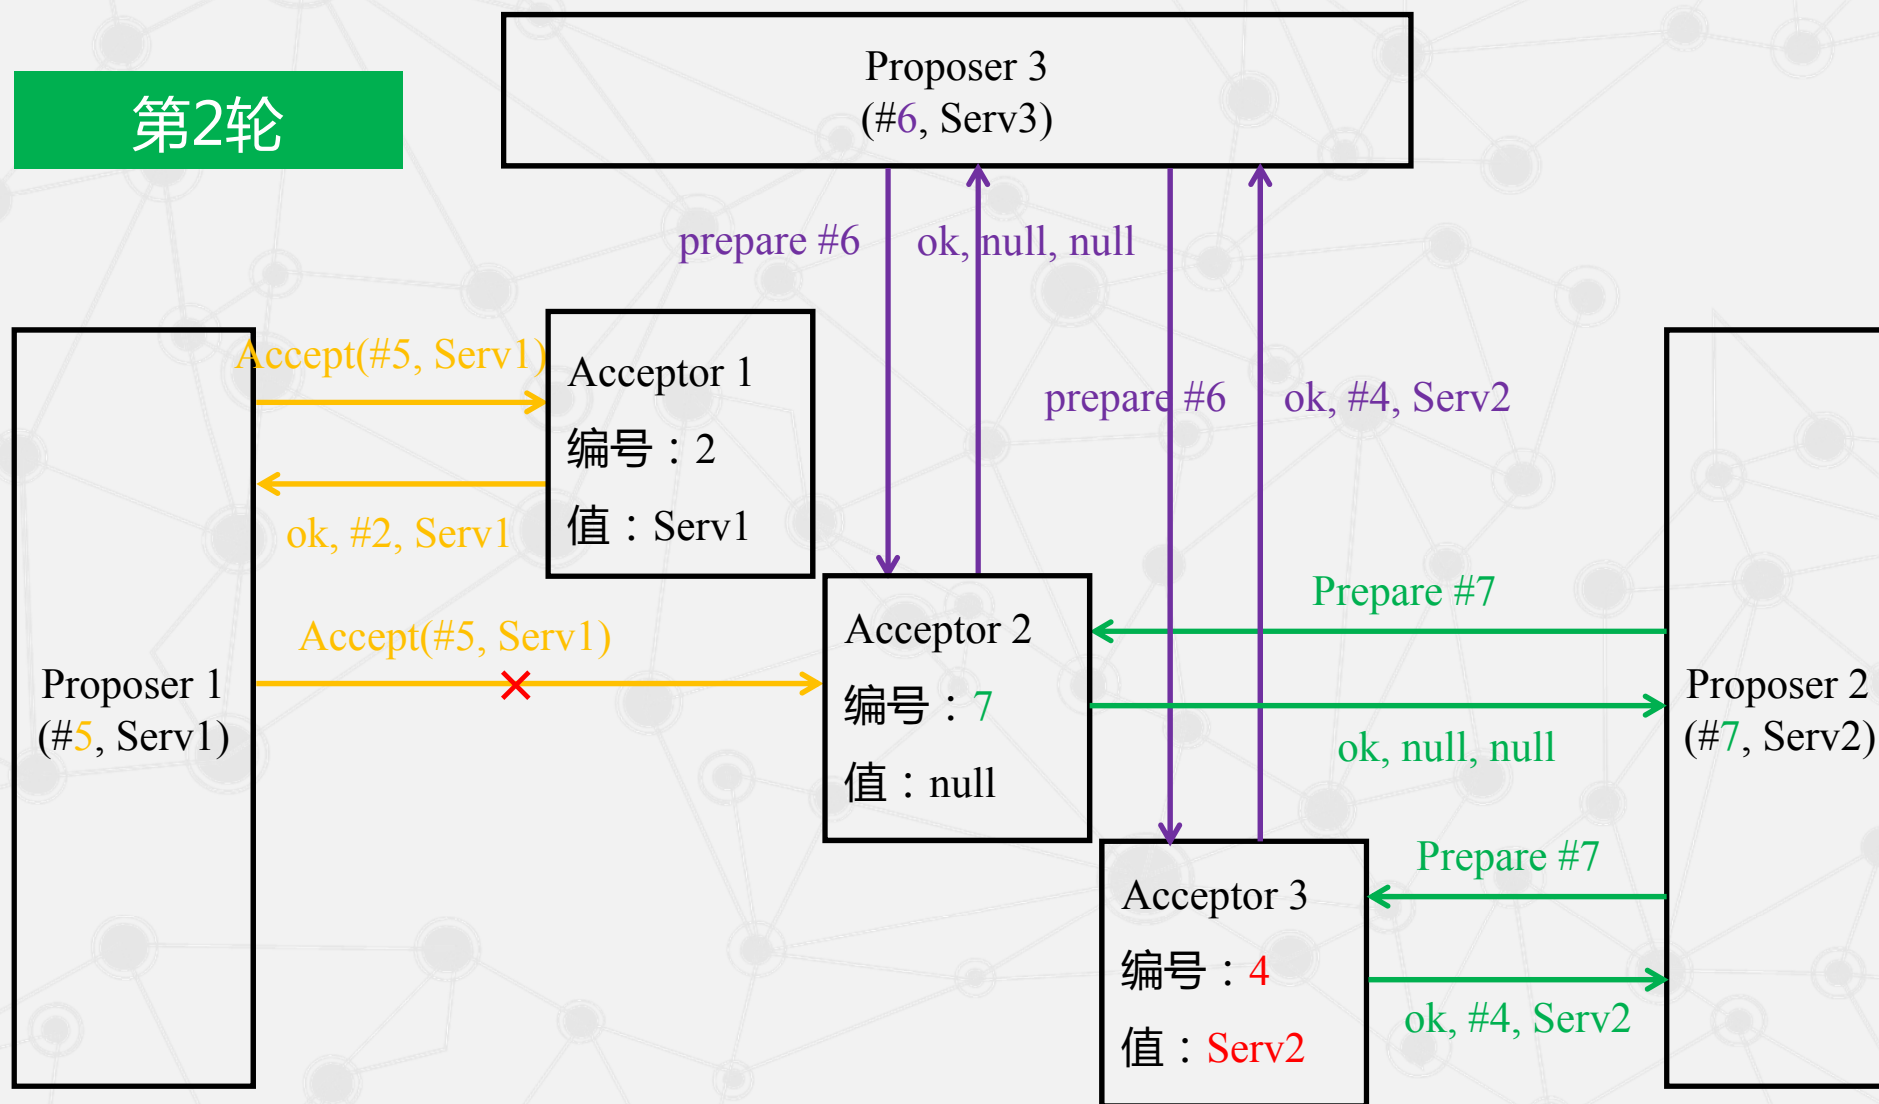 第2轮
Proposer 3
(#6, Serv3)
prepare #6
ok, null, null
prepare #6
ok, #4, Serv2
Accept(#5, Serv1)
ok, #2, Serv1
Accept(#5, Serv1)
Proposer 1
(#5, Serv1)
Acceptor 1
编号：2
值：Serv1
Acceptor 2
编号：7
值：null
Acceptor 3
编号：4
值：Serv2
Prepare #7
ok, null, null
Prepare #7
ok, #4, Serv2
Proposer 2
(#7, Serv2)